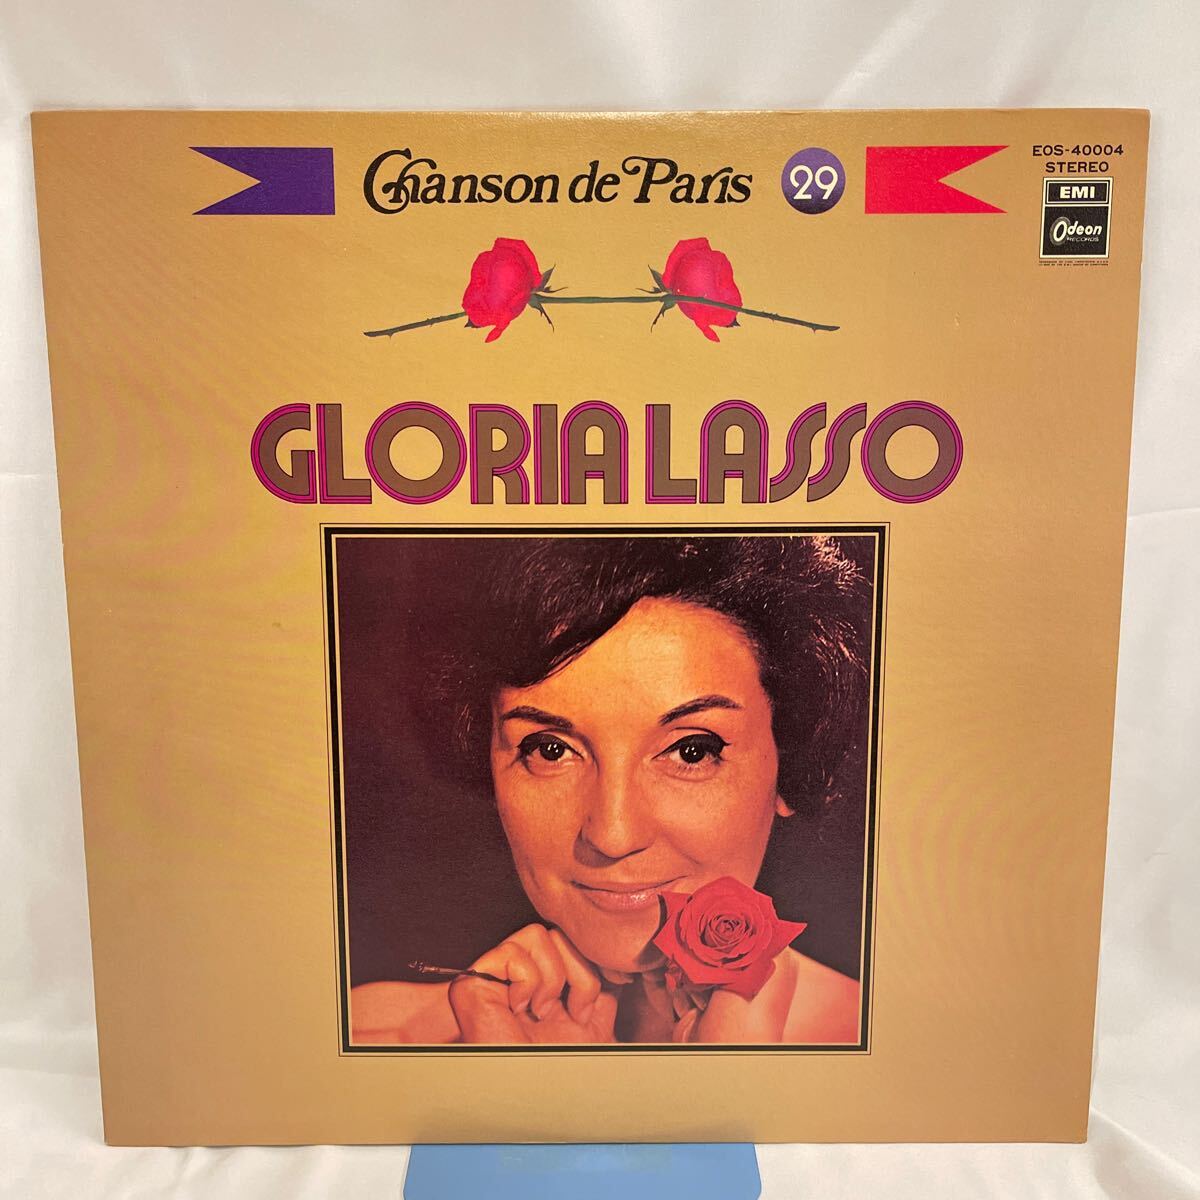 Chanson de Paris 29
EOS-40004
STEREO
EMI
Odeon
RECORDS
GLORIA LASSO